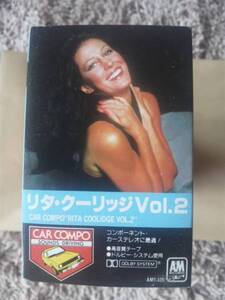 リタ・クーリッジVol.2
CAR COMPO "RITA COOLIDGE VOL.2"
CAR COMPO
SOUNDS DRIVING
コンポーネント・
カーステレオに最適!
●高音質テープ
●ドルビー・システム使用
DOLBY SYSTEM
A&M